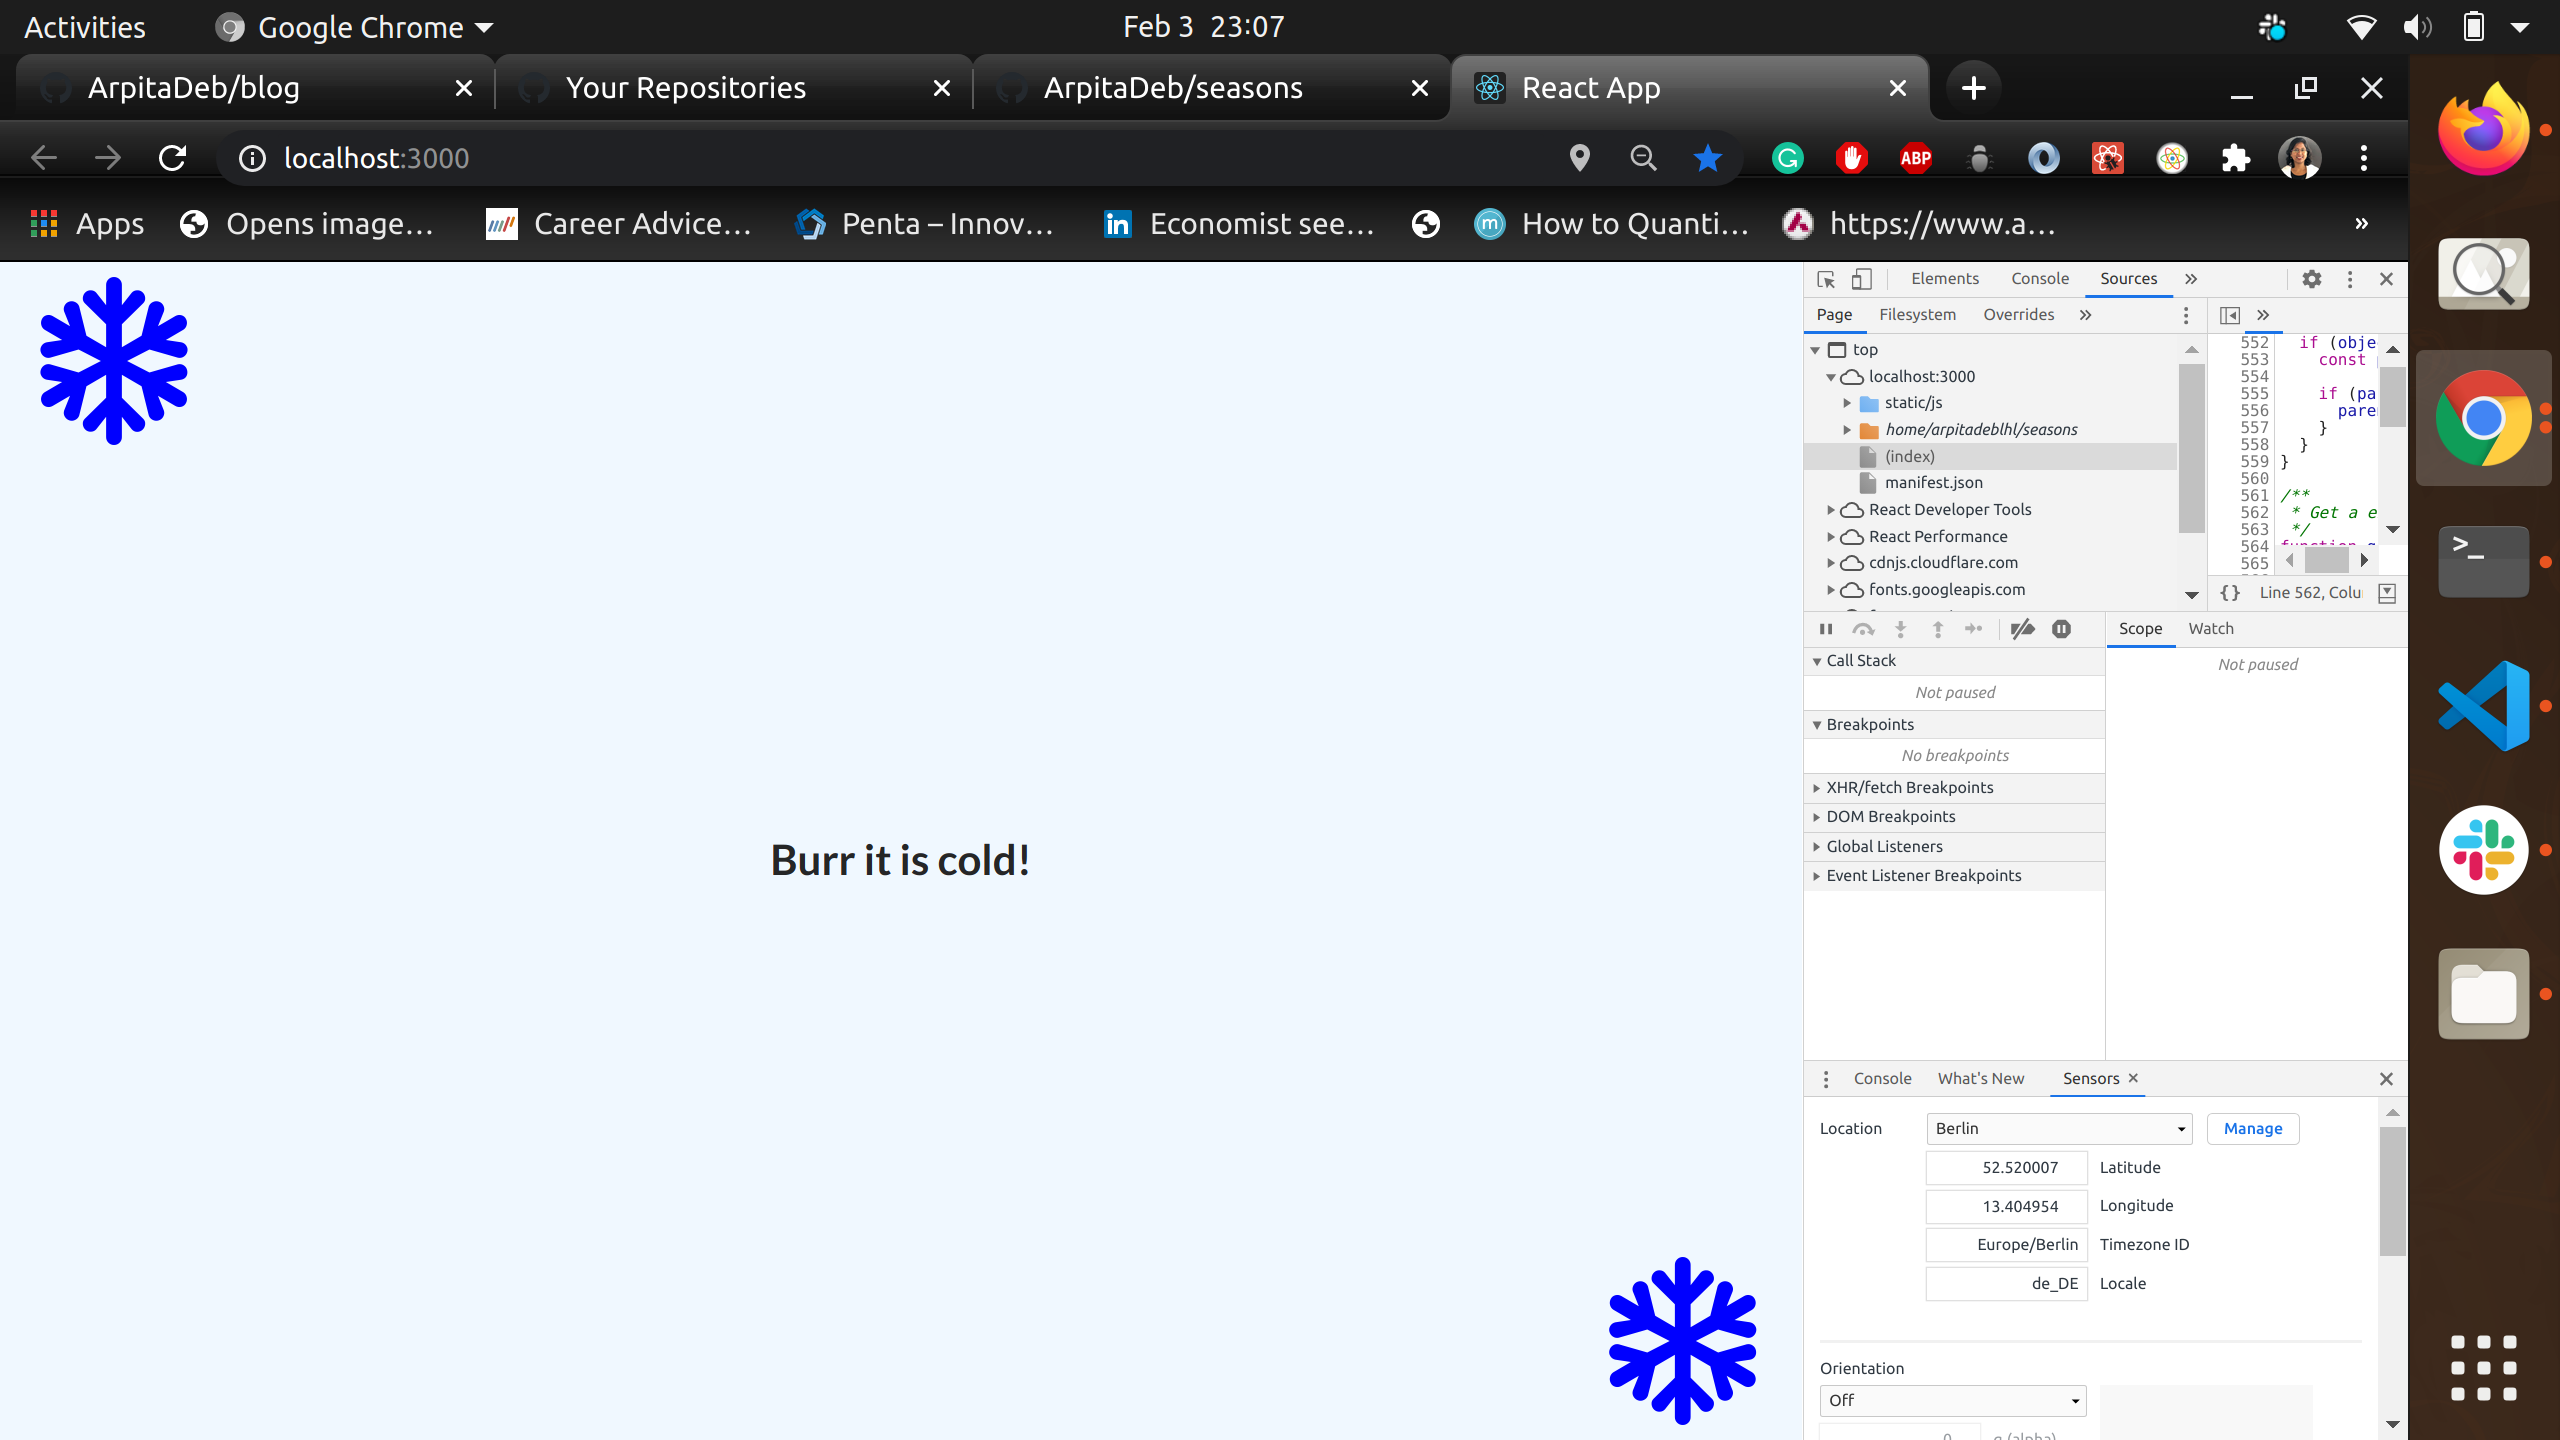 Activities
Google Chrome
Feb 3 23:07
ArpitaDeb/blog
Your Repositories
ArpitaDeb/seasons
React App
localhost:3000
ABP
Apps
Opens image…
Career Advice…
Penta – Innov…
Economist see…
How to Quanti…
https://www.a…
»
Elements
Console
Sources
»
Page
Filesystem
Overrides
»
»
top
localhost:3000
static/js
home/arpitadeblhl/seasons
(index)
manifest.json
React Developer Tools
React Performance
cdnjs.cloudflare.com
fonts.googleapis.com
552 if (obje
553 const
554
555 if (pa
556 pare
557 }
558 }
559 }
560
561 /**
562 * Get a e
563 */
564
565
{} Line 562, Colu
Scope
Watch
Not paused
Call Stack
Not paused
Breakpoints
No breakpoints
XHR/fetch Breakpoints
DOM Breakpoints
Global Listeners
Event Listener Breakpoints
Burr it is cold!
Console
What's New
Sensors
Location
Berlin
Manage
52.520007 Latitude
13.404954 Longitude
Europe/Berlin Timezone ID
de_DE Locale
Orientation
Off